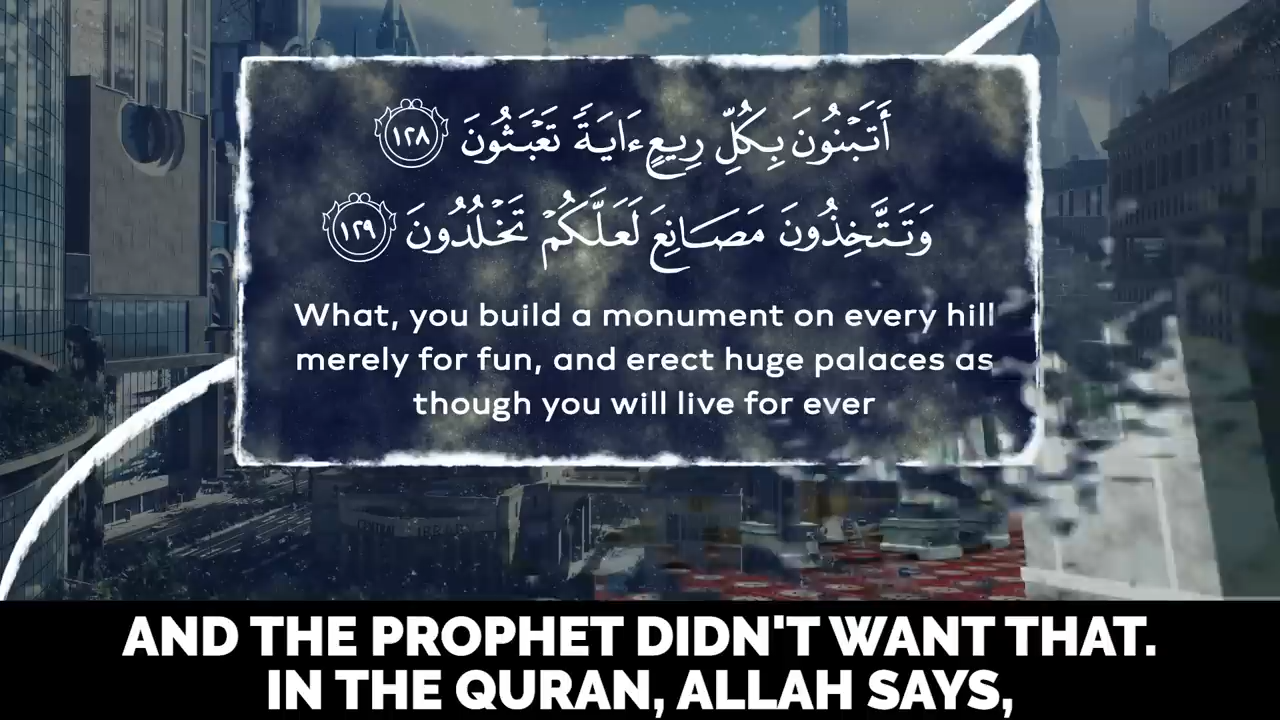 أَتَبۡنُونَ بِكُلِّ رِيعٍ ءَايَةٗ تَعۡبَثُونَ ١٢٨
وَتَتَّخِذُونَ مَصَانِعَ لَعَلَّكُمۡ تَخۡلُدُونَ ١٢٩
What, you build a monument on every hill
merely for fun, and erect huge palaces as
though you will live for ever
CENTRAL LIBRARY
AND THE PROPHET DIDN'T WANT THAT.
IN THE QURAN, ALLAH SAYS,